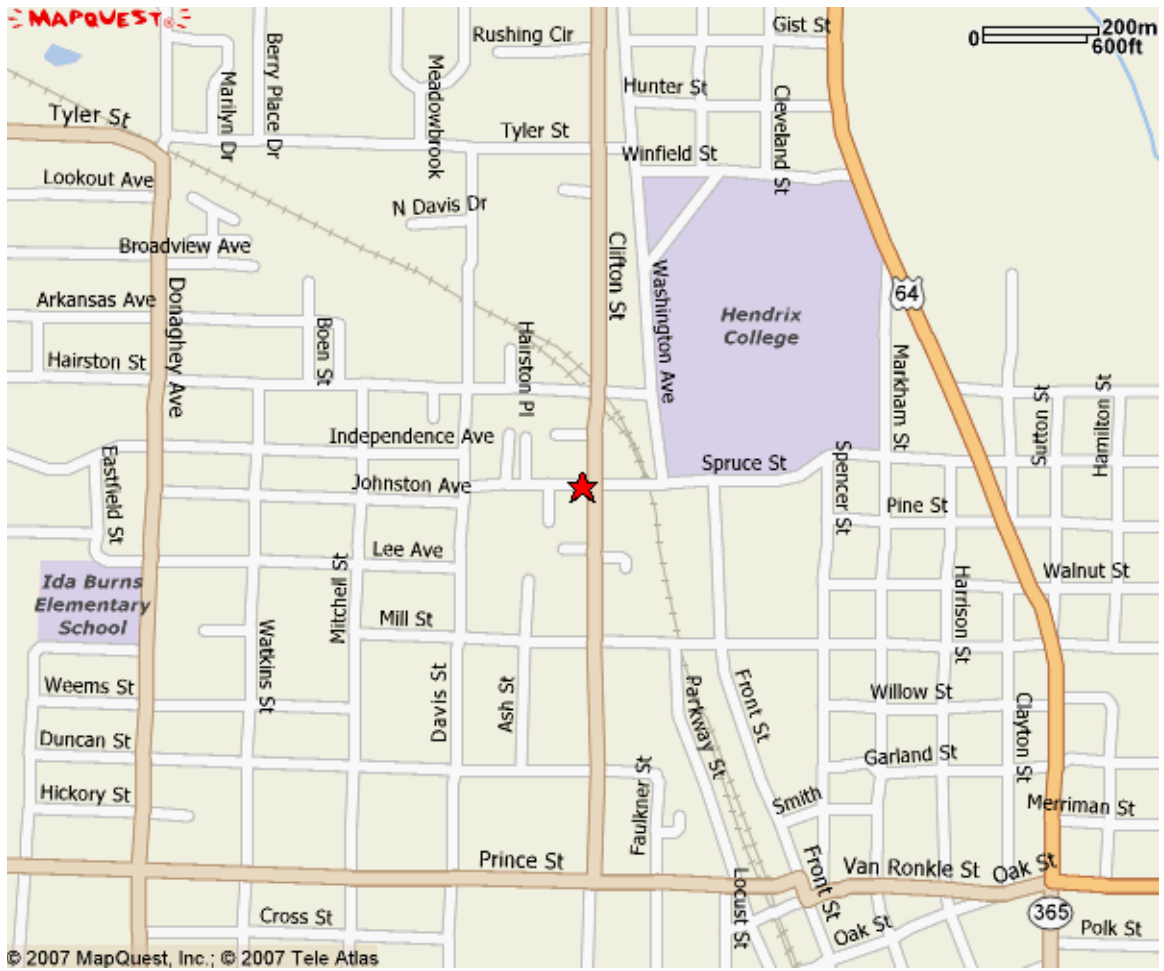 MAPQUEST
Rushing Cir
Gist St
0
200m
600ft
Berry Place Dr
Marilyn Dr
Meadowbrook
Hunter St
Cleveland St
Tyler St
Tyler St
Winfield St
Lookout Ave
N Davis Dr
Broadview Ave
Clifton St
Washington Ave
Hendrix
College
64
Donaghey Ave
Arkansas Ave
Boen St
Hairston Pl
Hairston St
Markham St
Sutton St
Hamilton St
Independence Ave
Eastfield St
Johnston Ave
Spruce St
Spencer St
Pine St
Lee Ave
Mitchell St
Walnut St
Ida Burns
Elementary
School
Harrison St
Mill St
Watkins St
Weems St
Davis St
Ash St
Parkway St
Front St
Willow St
Clayton St
Duncan St
Garland St
Hickory St
Faulkner St
Smith
Merriman St
Prince St
Van Ronkle St
Oak St
Locust St
Front St
Cross St
Oak St
365
Polk St
© 2007 MapQuest, Inc.; © 2007 Tele Atlas